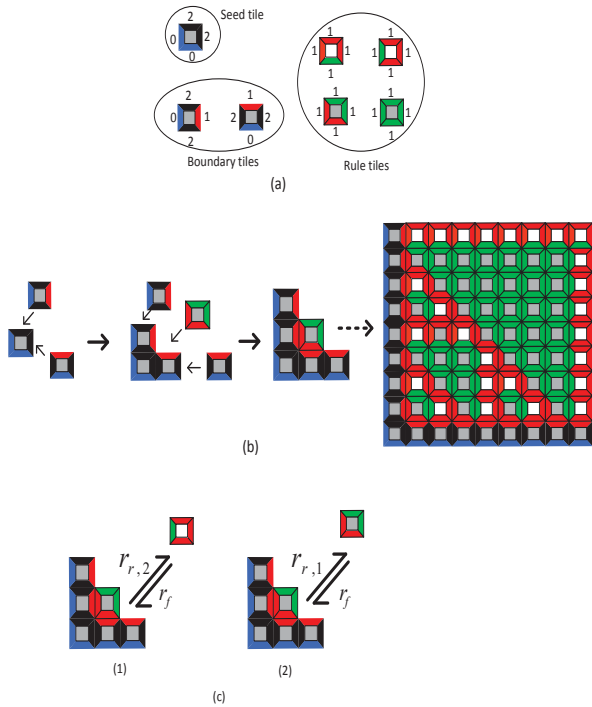 2
Seed tile
2
0
0
1 1
1 1 1 1
1 1
2 1
0 1 2 2
2 0
1 1
1 1 1 1
1 1
Boundary tiles
Rule tiles
(a)
(b)
r r,2
r f
r r,1
r f
(1)
(2)
(c)